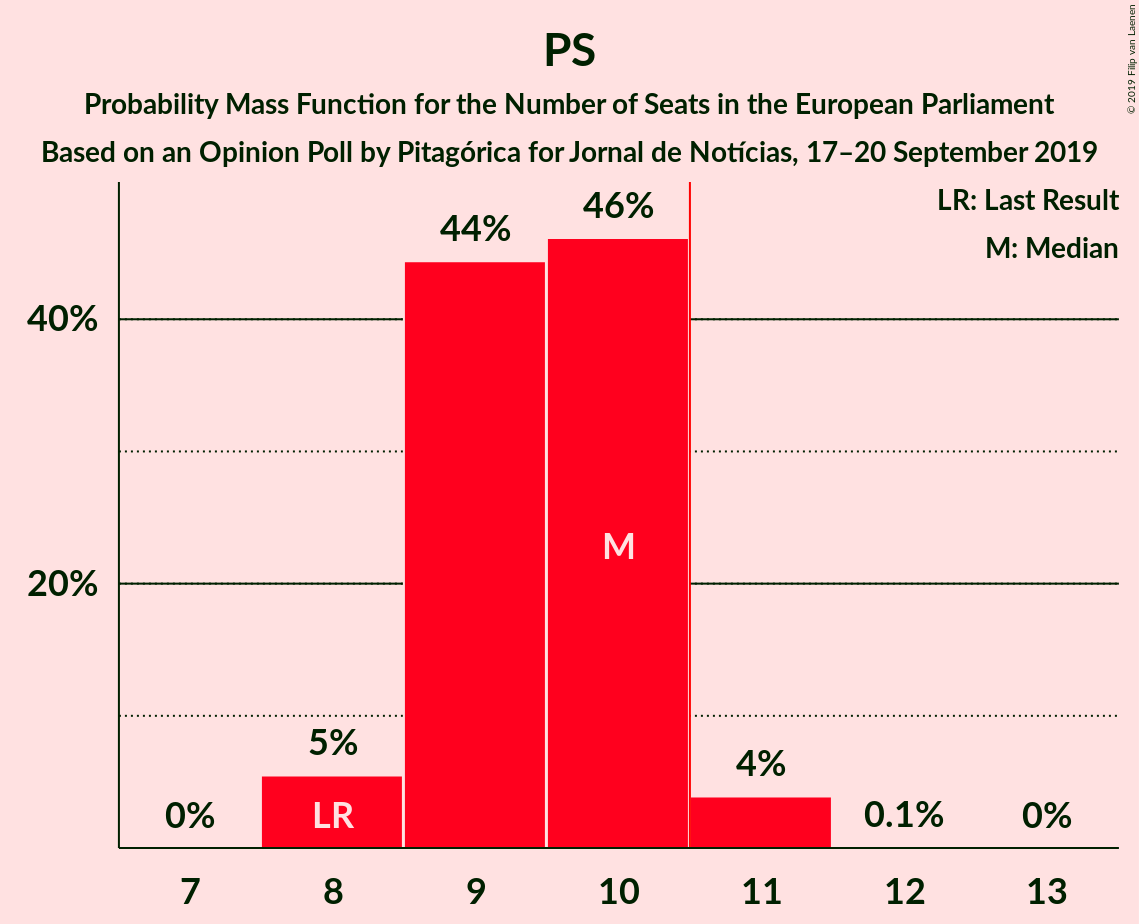 PS
Probability Mass Function for the Number of Seats in the European Parliament
Based on an Opinion Poll by Pitagórica for Jornal de Notícias, 17–20 September 2019
© 2019 Filip van Laenen
LR: Last Result
M: Median
46%
44%
40%
M
20%
5%
4%
0%
LR
0.1%
0%
7 8 9 10 11 12 13